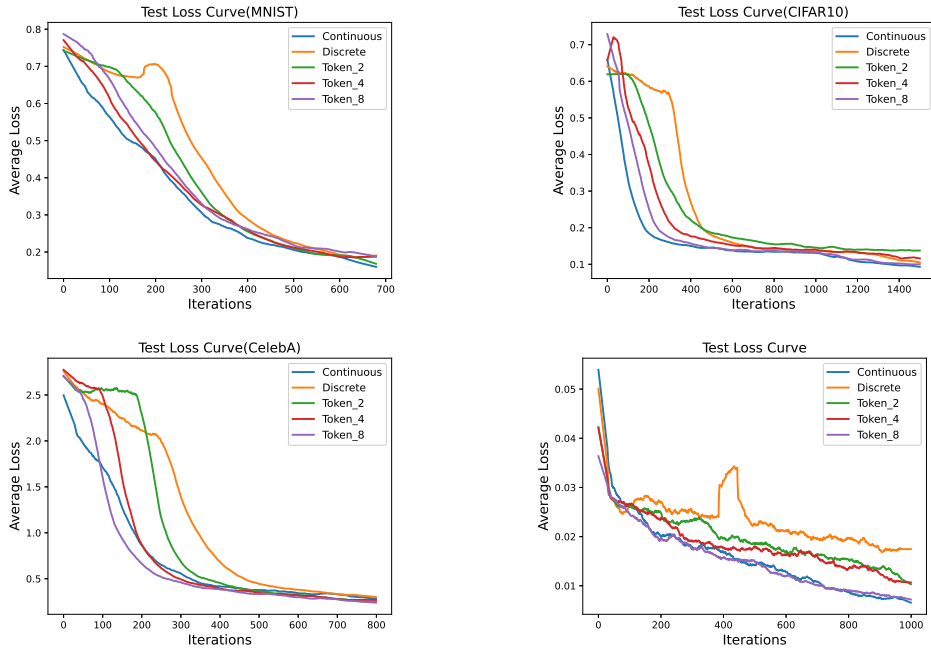 Test Loss Curve(MNIST)
Average Loss
0.8
0.7
0.6
0.5
0.4
0.3
0.2
0 100 200 300 400 500 600 700
Iterations
Continuous
Discrete
Token_2
Token_4
Token_8
Test Loss Curve(CIFAR10)
Average Loss
0.7
0.6
0.5
0.4
0.3
0.2
0.1
0 200 400 600 800 1000 1200 1400
Iterations
Continuous
Discrete
Token_2
Token_4
Token_8
Test Loss Curve(CelebA)
Average Loss
2.5
2.0
1.5
1.0
0.5
0 100 200 300 400 500 600 700 800
Iterations
Continuous
Discrete
Token_2
Token_4
Token_8
Test Loss Curve
Average Loss
0.05
0.04
0.03
0.02
0.01
0 200 400 600 800 1000
Iterations
Continuous
Discrete
Token_2
Token_4
Token_8